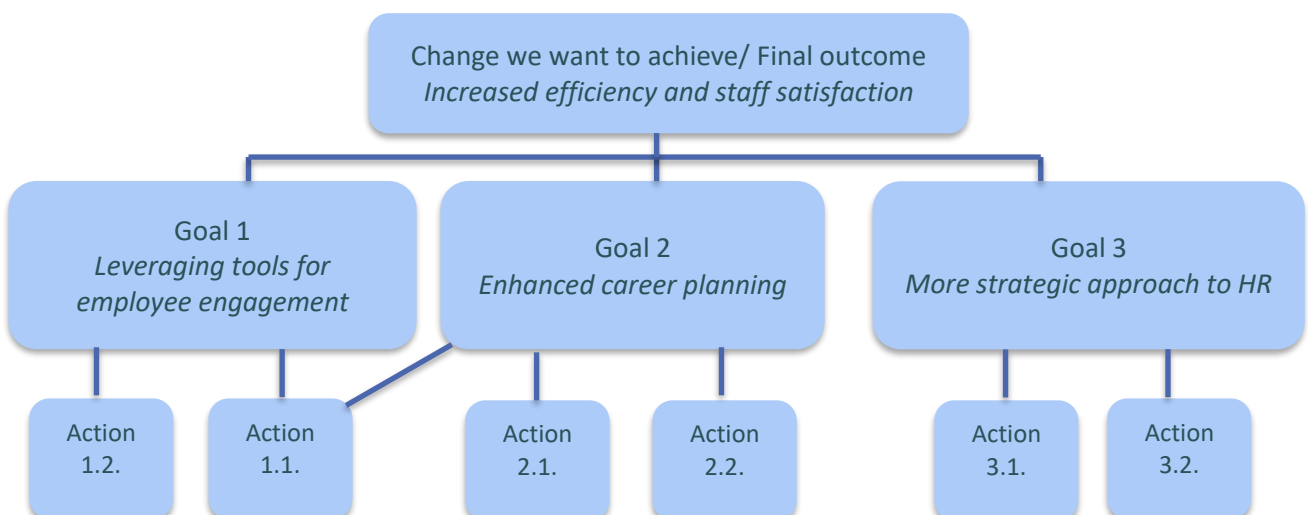 Change we want to achieve/ Final outcome
Increased efficiency and staff satisfaction
Goal 1
Leveraging tools for
employee engagement
Goal 2
Enhanced career planning
Goal 3
More strategic approach to HR
Action
1.2.
Action
1.1.
Action
2.1.
Action
2.2.
Action
3.1.
Action
3.2.